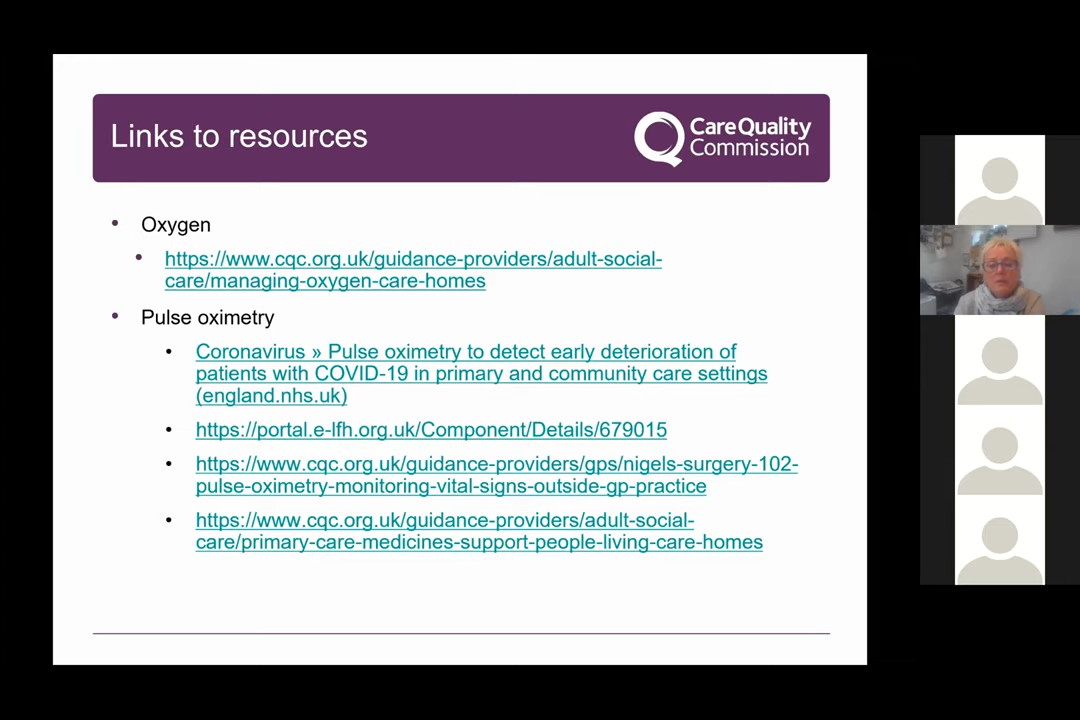 Links to resources
CareQuality
Commission
• Oxygen
• https://www.cqc.org.uk/guidance-providers/adult-social-
care/managing-oxygen-care-homes
• Pulse oximetry
• Coronavirus » Pulse oximetry to detect early deterioration of
patients with COVID-19 in primary and community care settings
(england.nhs.uk)
• https://portal.e-lfh.org.uk/Component/Details/679015
• https://www.cqc.org.uk/guidance-providers/gps/nigels-surgery-102-
pulse-oximetry-monitoring-vital-signs-outside-gp-practice
• https://www.cqc.org.uk/guidance-providers/adult-social-
care/primary-care-medicines-support-people-living-care-homes